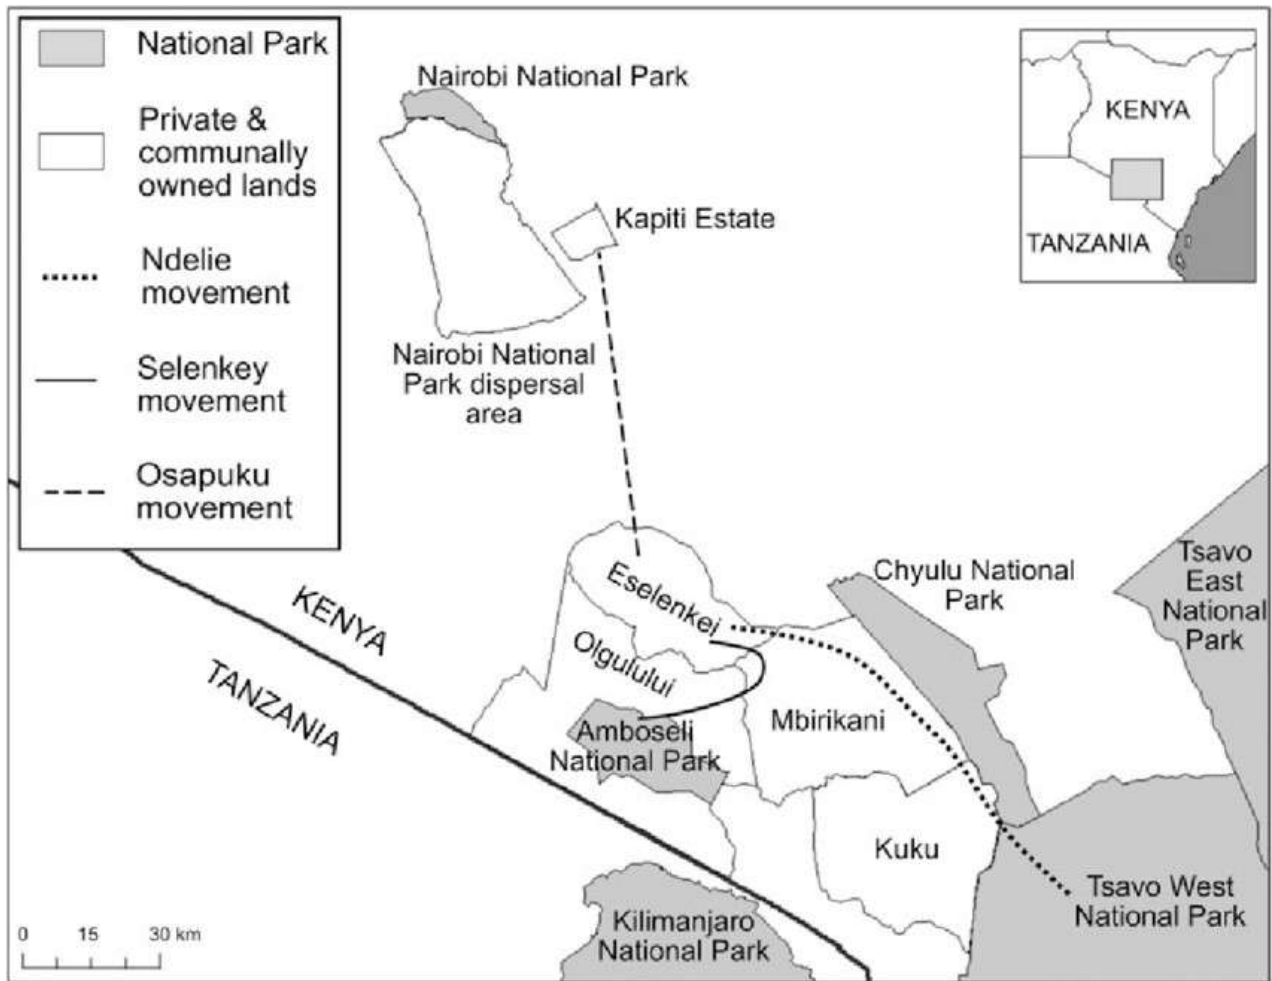 National Park
Private &
communally
owned lands
Ndelie
movement
Selenkey
movement
Osapuku
movement
Nairobi National Park
Kapiti Estate
Nairobi National
Park dispersal
area
KENYA
TANZANIA
KENYA
TANZANIA
Eselenkei
Olgulului
Amboseli
National Park
Mbirikani
Kuku
Chyulu National
Park
Tsavo
East
National
Park
Tsavo West
National Park
Kilimanjaro
National Park
0 15 30 km